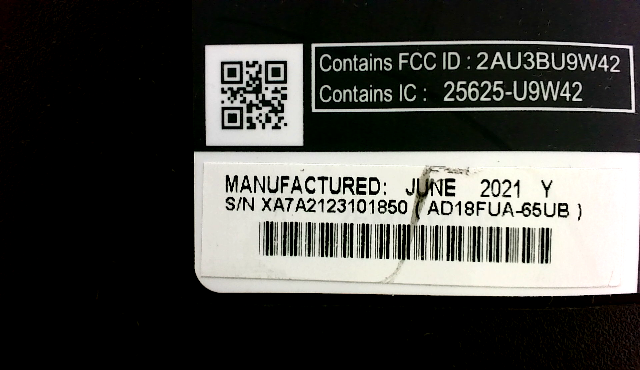 Contains FCC ID : 2AU3BU9W42
Contains IC : 25625-U9W42
MANUFACTURED: JUNE 2021 Y
S/N XA7A2123101850 ( AD18FUA-65UB )